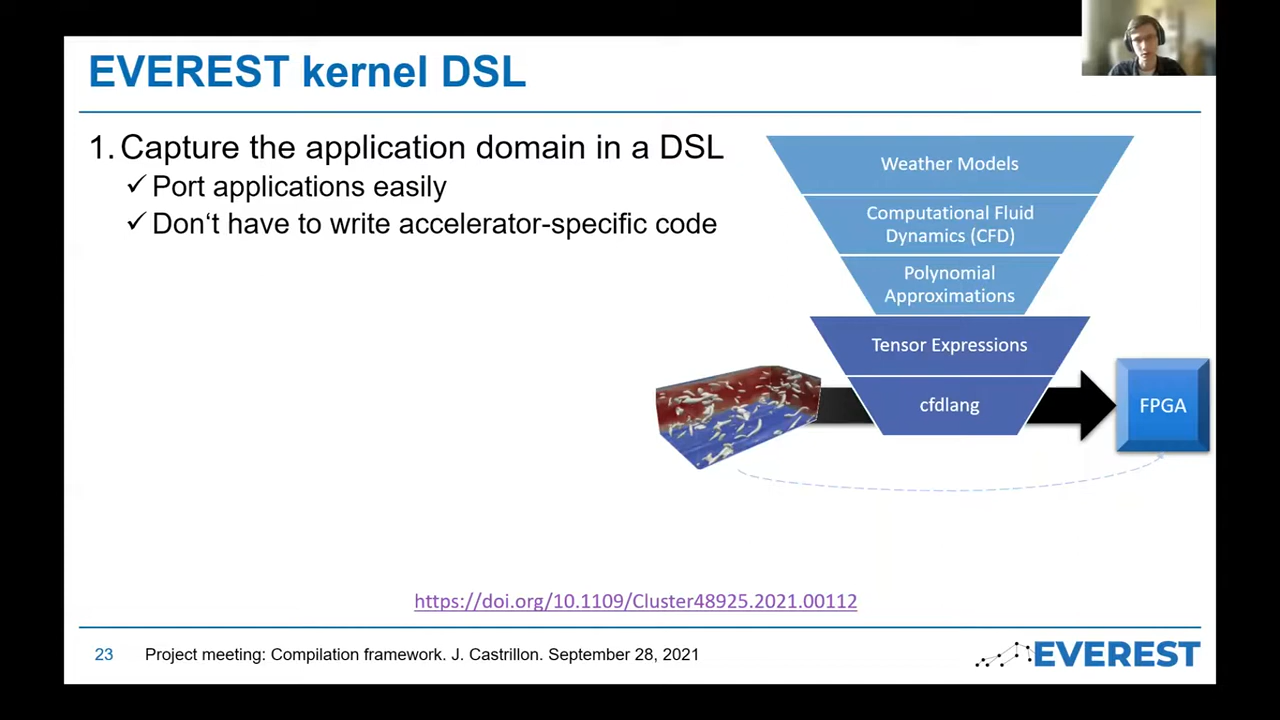 EVEREST kernel DSL
1. Capture the application domain in a DSL
✓ Port applications easily
✓ Don‘t have to write accelerator-specific code
Weather Models
Computational Fluid
Dynamics (CFD)
Polynomial
Approximations
Tensor Expressions
cfdlang
FPGA
https://doi.org/10.1109/Cluster48925.2021.00112
23 Project meeting: Compilation framework. J. Castrillon. September 28, 2021
EVEREST